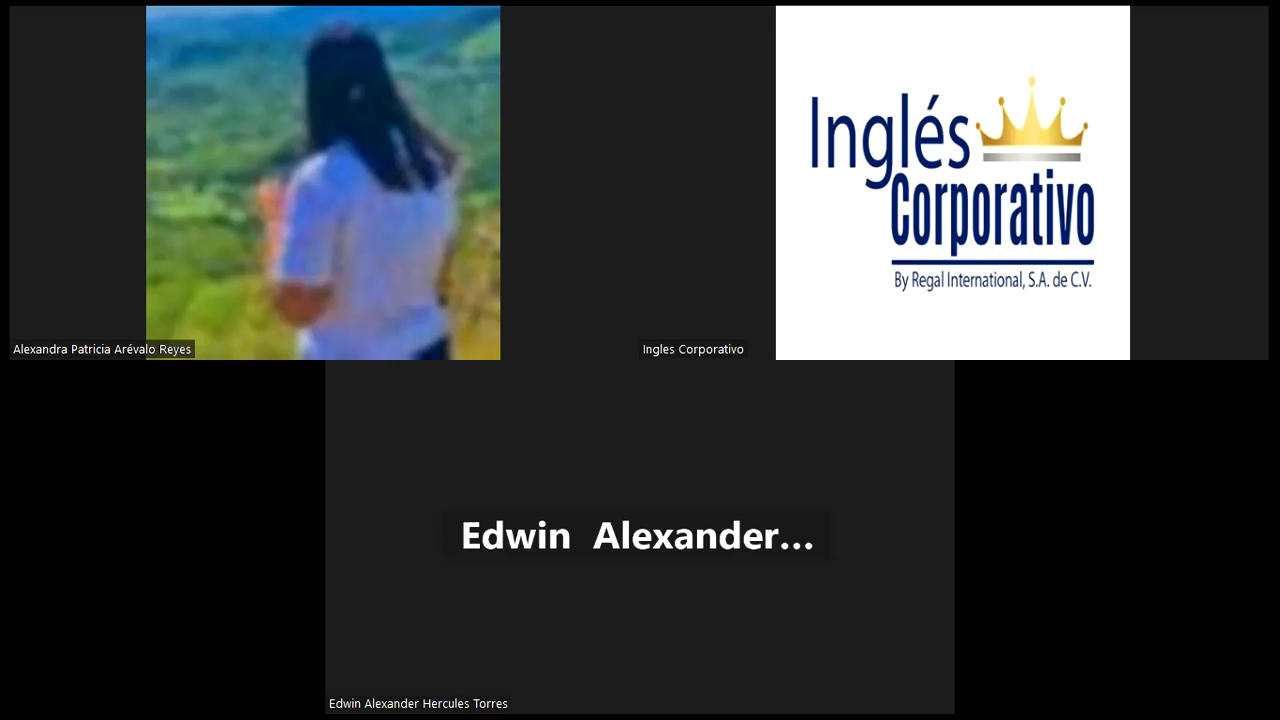 Inglés
Corporativo
By Regal International, S.A. de C.V.
Alexandra Patricia Arévalo Reyes
Ingles Corporativo
Edwin Alexander...
Edwin Alexander Hercules Torres